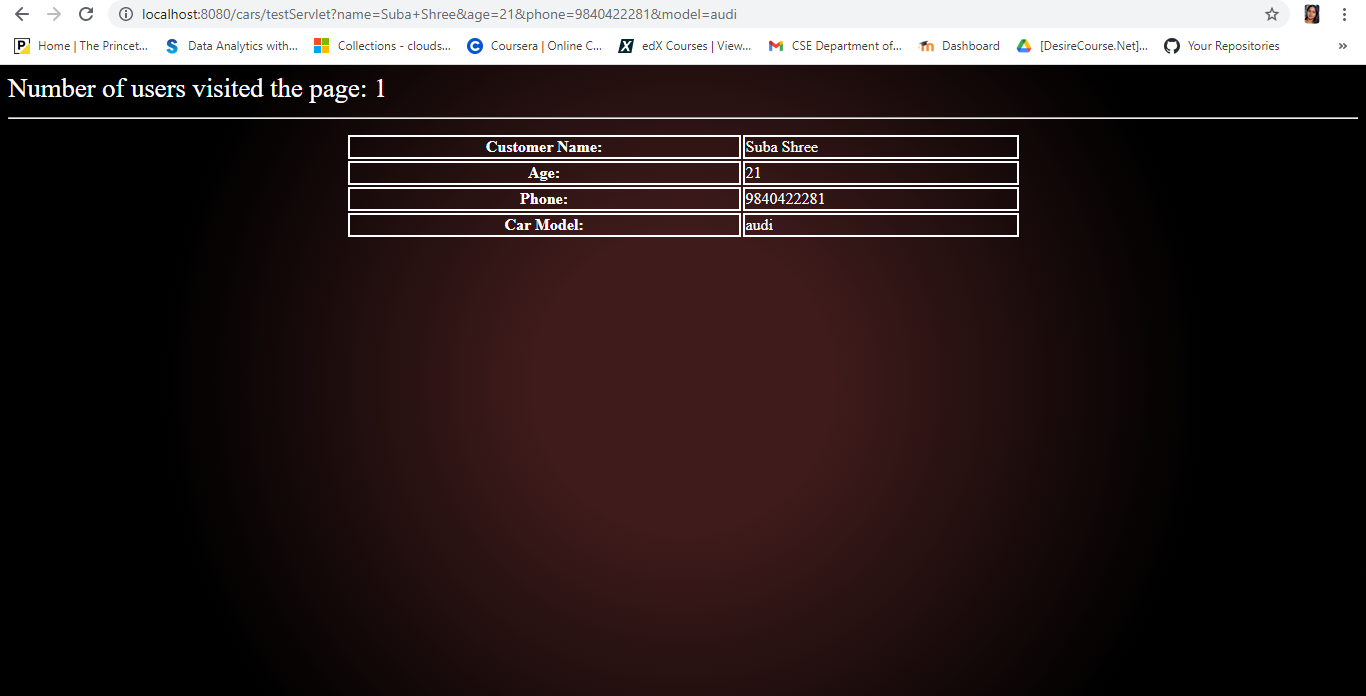 localhost:8080/cars/testServlet?name=Suba+Shree&age=21&phone=9840422281&model=audi
Home | The Princet... Data Analytics with... Collections - clouds... Coursera | Online C... edX Courses | View... CSE Department of... Dashboard [DesireCourse.Net]... Your Repositories »
Number of users visited the page: 1
Customer Name: Suba Shree
Age: 21
Phone: 9840422281
Car Model: audi